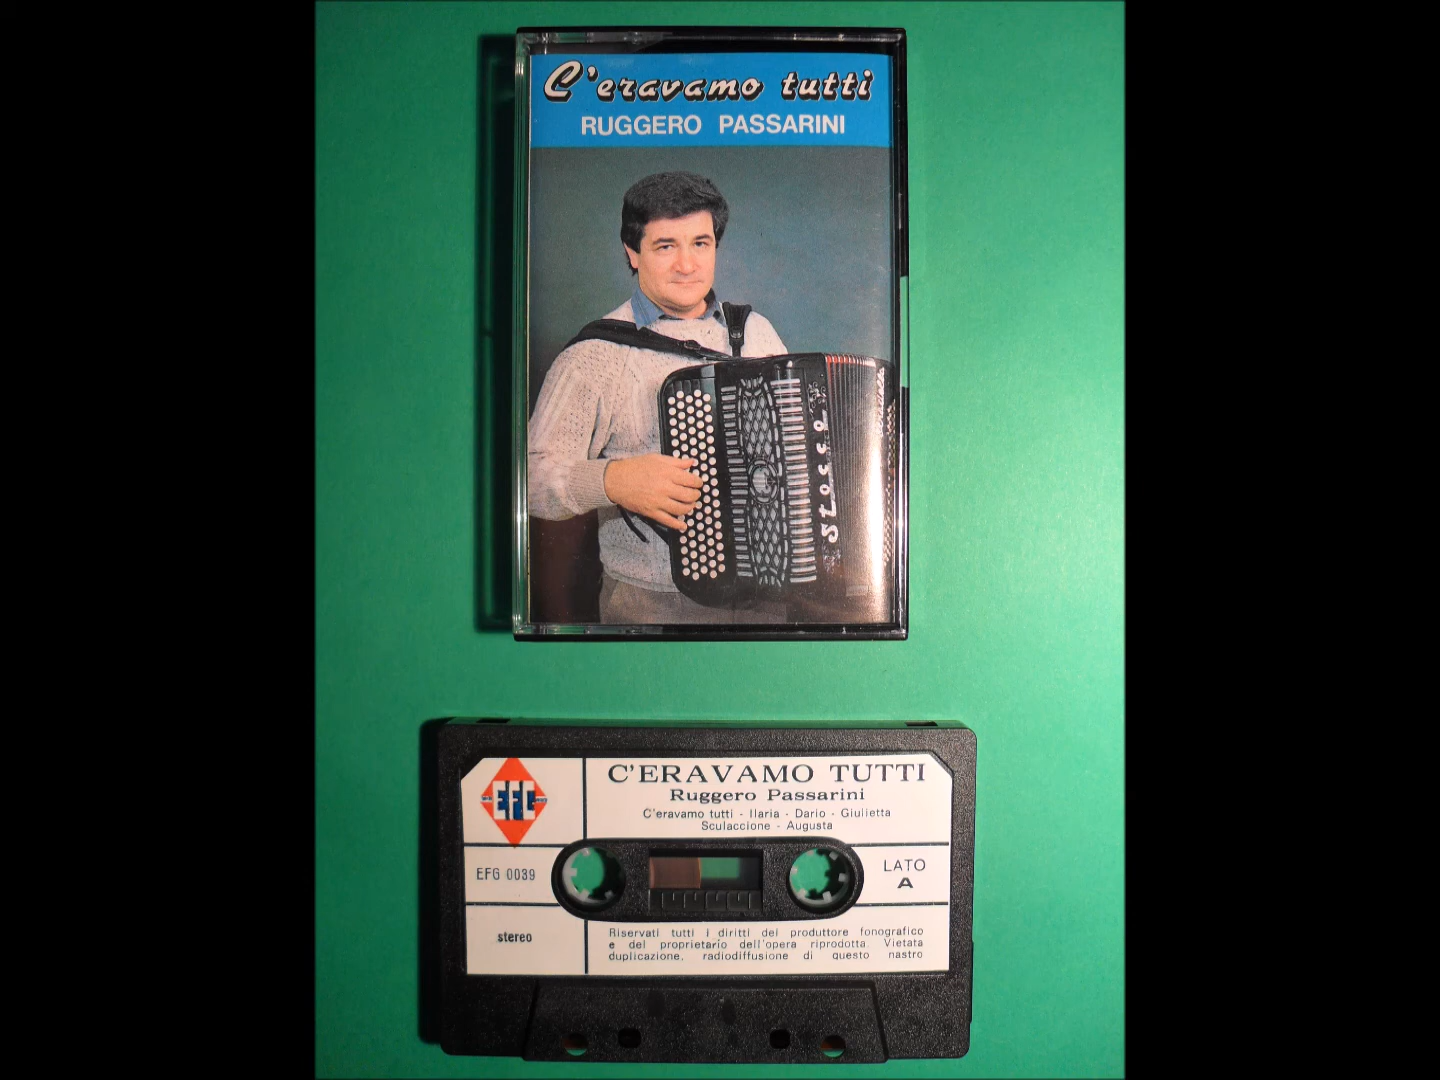 C'eravamo tutti
RUGGERO PASSARINI
Stocco
C'ERAVAMO TUTTI
Ruggero Passarini
C'eravamo tutti - Ilaria - Dario - Giulietta
Sculaccione - Augusta
EFG 0039
LATO
A
stereo
Riservati tutti i diritti del produttore fonografico
e del proprietario dell'opera riprodotta. Vietata
duplicazione, radiodiffusione di questo nastro